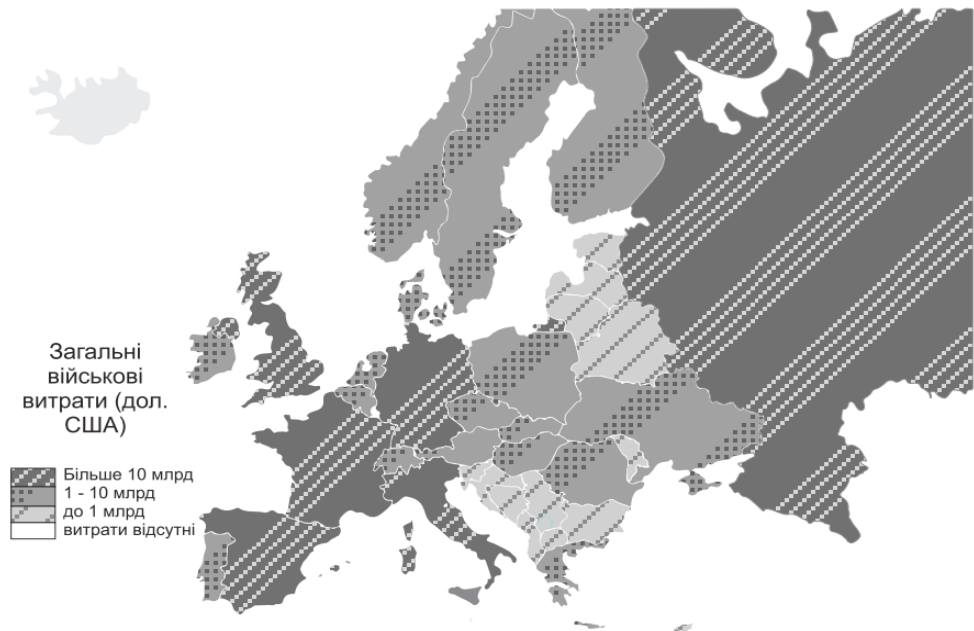 Загальні
військові
витрати (дол.
США)
Більше 10 млрд
1 - 10 млрд
до 1 млрд
витрати відсутні